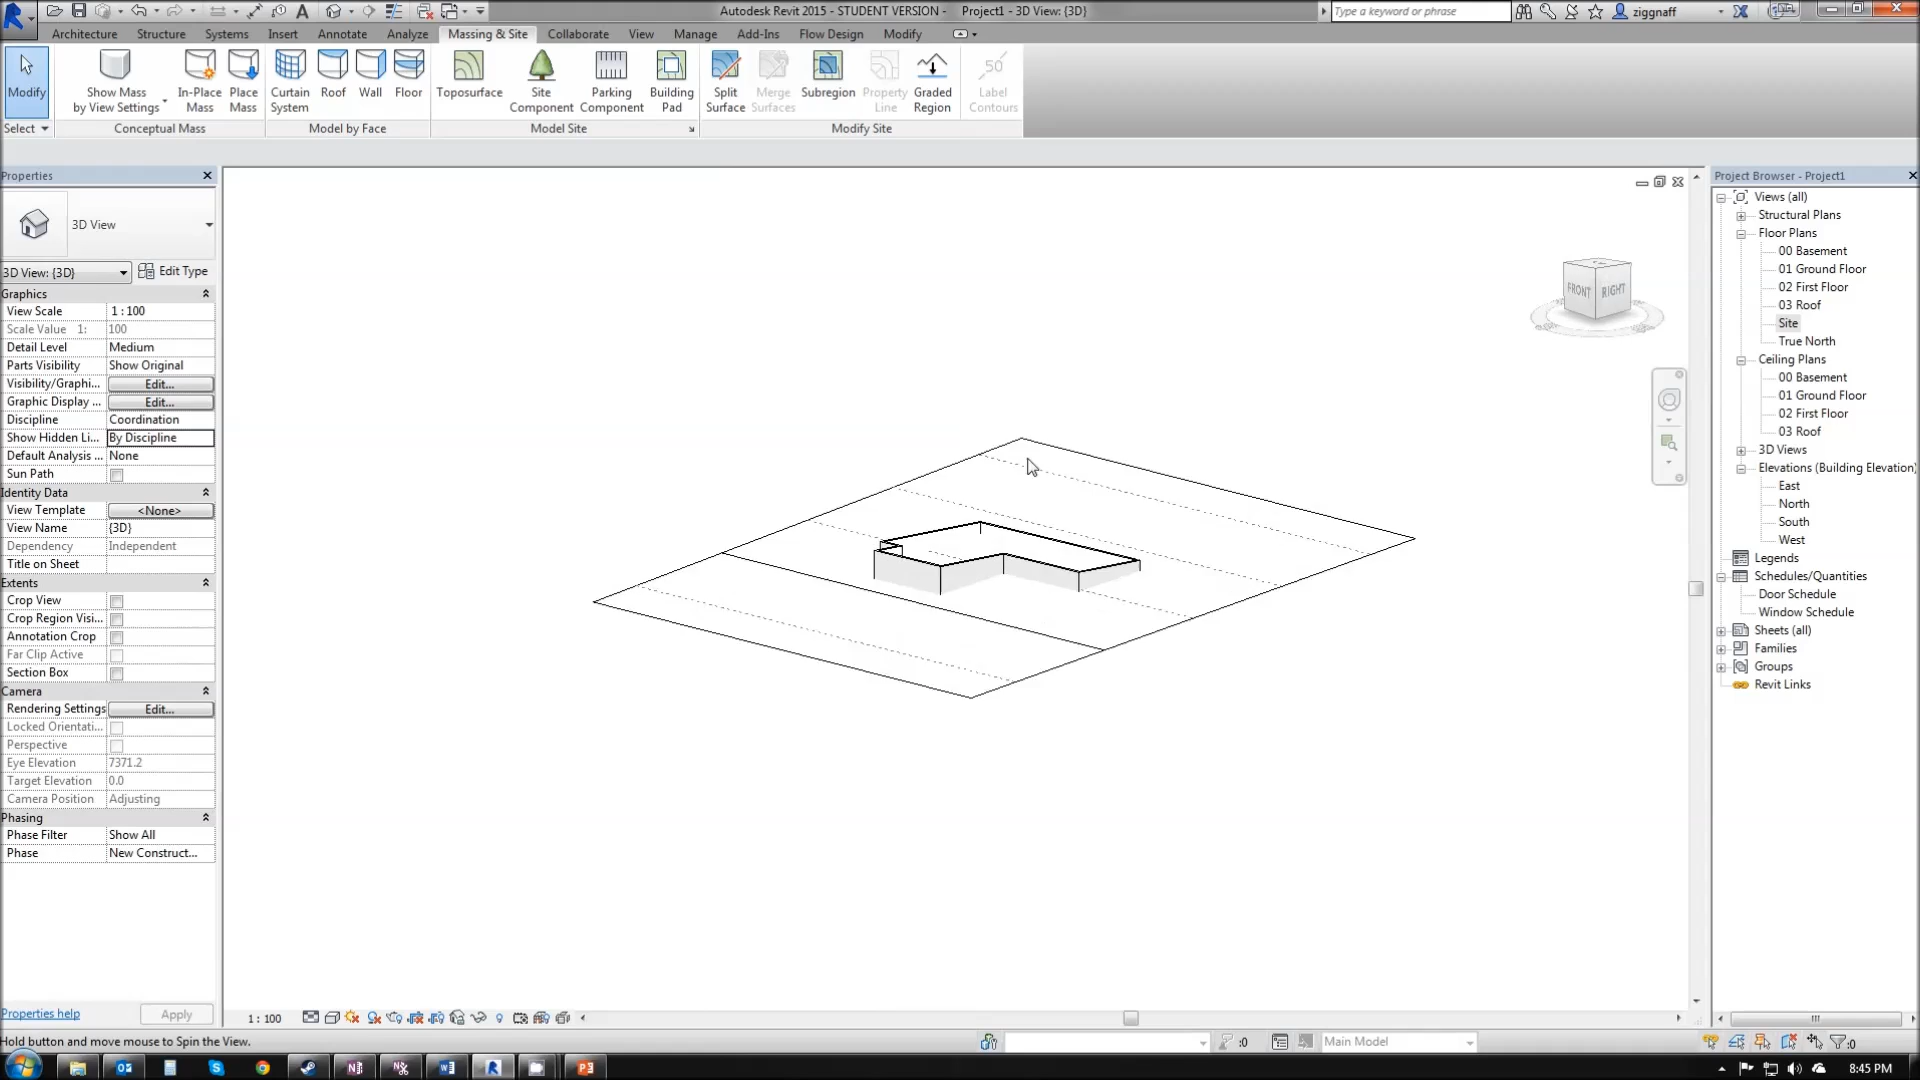 Autodesk Revit 2015 - STUDENT VERSION - Project1 - 3D View: {3D}
Type a keyword or phrase
ziggnaff
Architecture Structure Systems Insert Annotate Analyze Massing & Site Collaborate View Manage Add-Ins Flow Design Modify
Modify
Show Mass
by View Settings
In-Place
Mass
Place
Mass
Curtain
System
Roof
Wall
Floor
Toposurface
Site
Component
Parking
Component
Building
Pad
Split
Surface
Merge
Surfaces
Subregion
Property
Line
Graded
Region
50
Label
Contours
Select
Conceptual Mass
Model by Face
Model Site
Modify Site
Properties
3D View
3D View: {3D}
Edit Type
Graphics
View Scale 1 : 100
Scale Value 1: 100
Detail Level Medium
Parts Visibility Show Original
Visibility/Graphi... Edit...
Graphic Display ... Edit...
Discipline Coordination
Show Hidden Li... By Discipline
Default Analysis ... None
Sun Path
Identity Data
View Template <None>
View Name {3D}
Dependency Independent
Title on Sheet
Extents
Crop View
Crop Region Visi...
Annotation Crop
Far Clip Active
Section Box
Camera
Rendering Settings Edit...
Locked Orientati...
Perspective
Eye Elevation 7371.2
Target Elevation 0.0
Camera Position Adjusting
Phasing
Phase Filter Show All
Phase New Construct...
Properties help
Apply
FRONT
RIGHT
Project Browser - Project1
Views (all)
Structural Plans
Floor Plans
00 Basement
01 Ground Floor
02 First Floor
03 Roof
Site
True North
Ceiling Plans
00 Basement
01 Ground Floor
02 First Floor
03 Roof
3D Views
Elevations (Building Elevation)
East
North
South
West
Legends
Schedules/Quantities
Door Schedule
Window Schedule
Sheets (all)
Families
Groups
Revit Links
1 : 100
Hold button and move mouse to Spin the View.
:0
Main Model
:0
8:45 PM